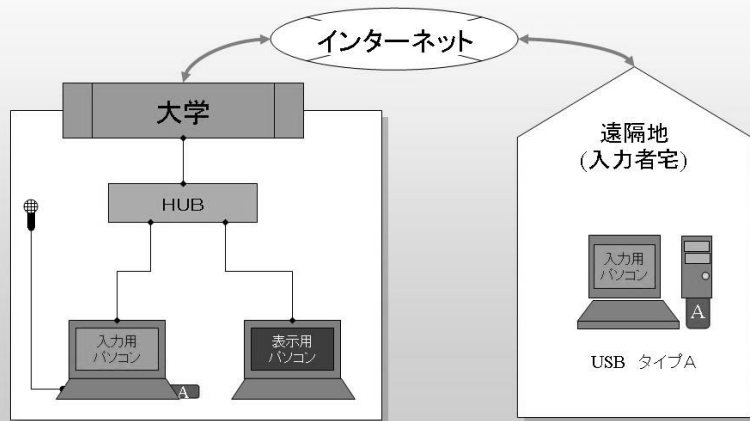 インターネット
大学
HUB
入力用
パソコン
A
表示用
パソコン
遠隔地
(入力者宅)
入力用
パソコン
A
USB タイプA